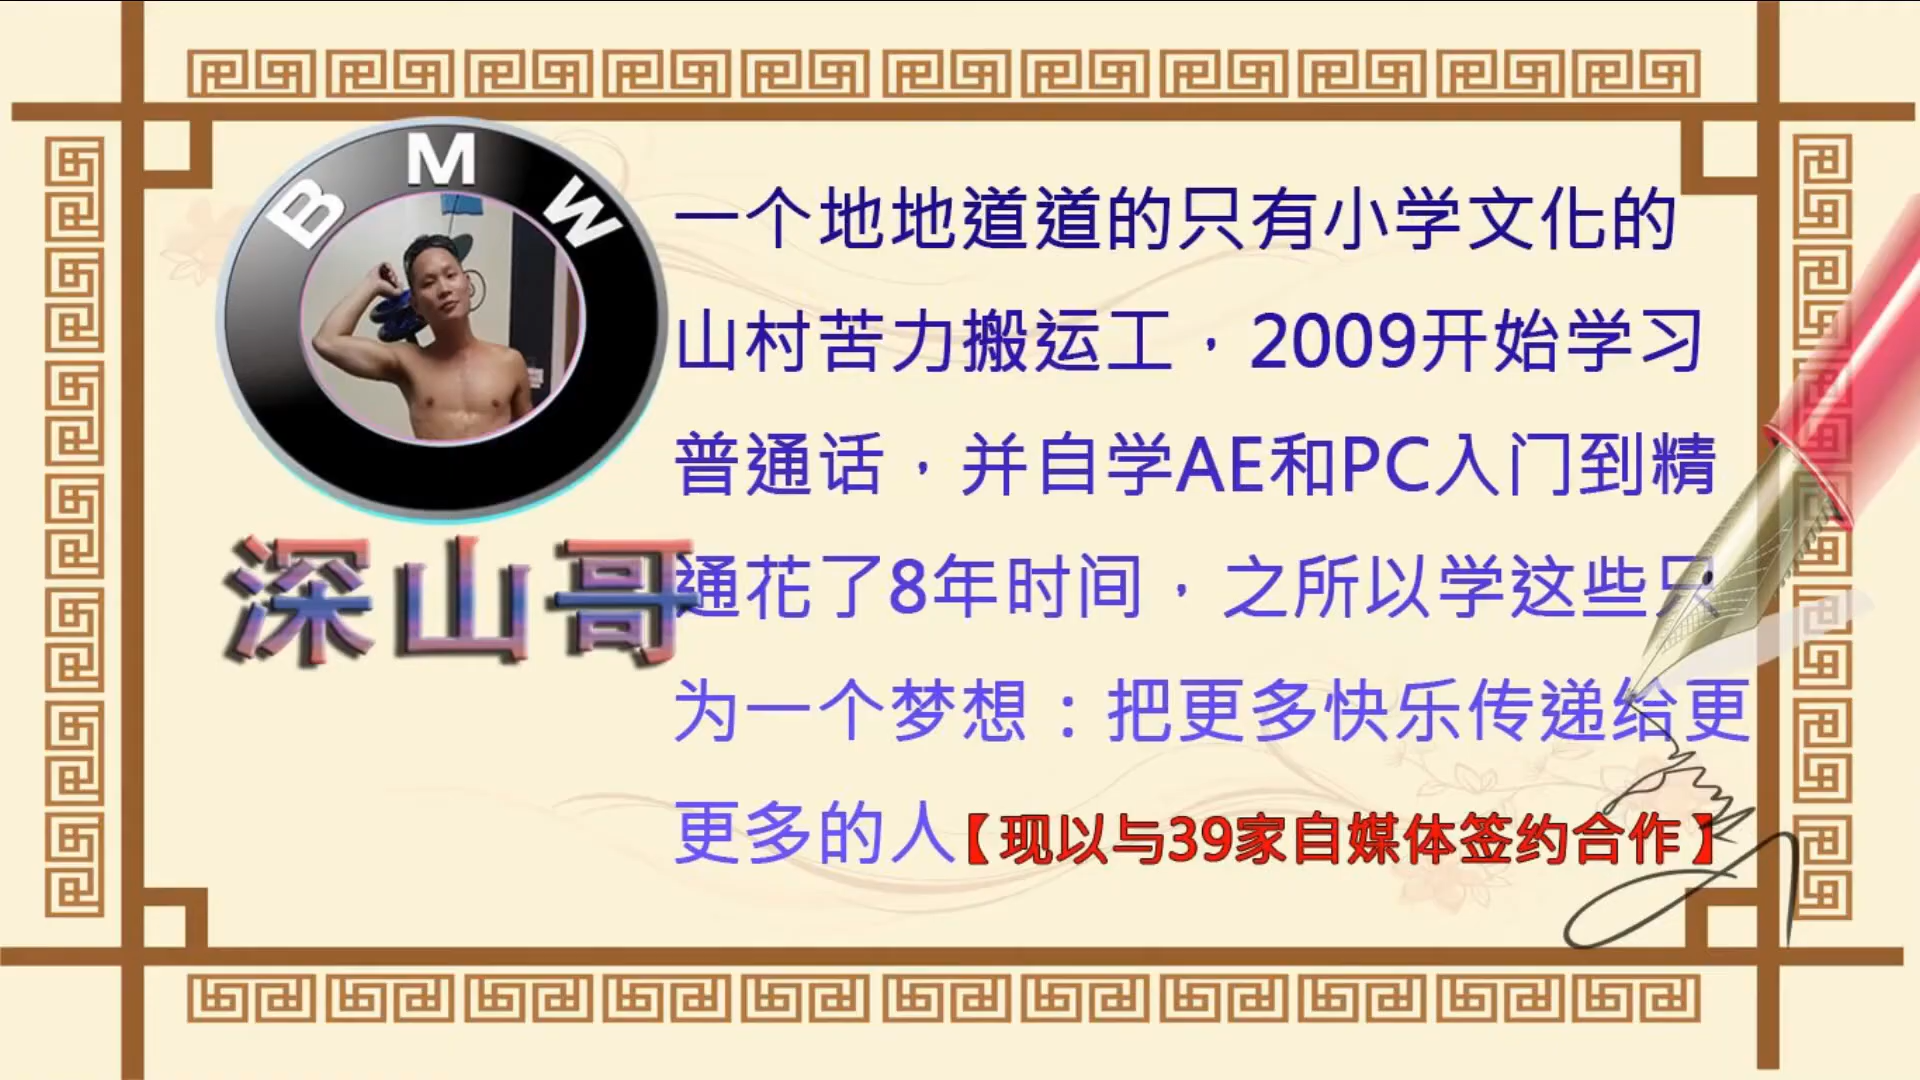 BMW
深山哥
一个地地道道的只有小学文化的
山村苦力搬运工，2009开始学习
普通话，并自学AE和PC入门到精
通花了8年时间，之所以学这些只
为一个梦想：把更多快乐传递给更
更多的人【现以与39家自媒体签约合作】